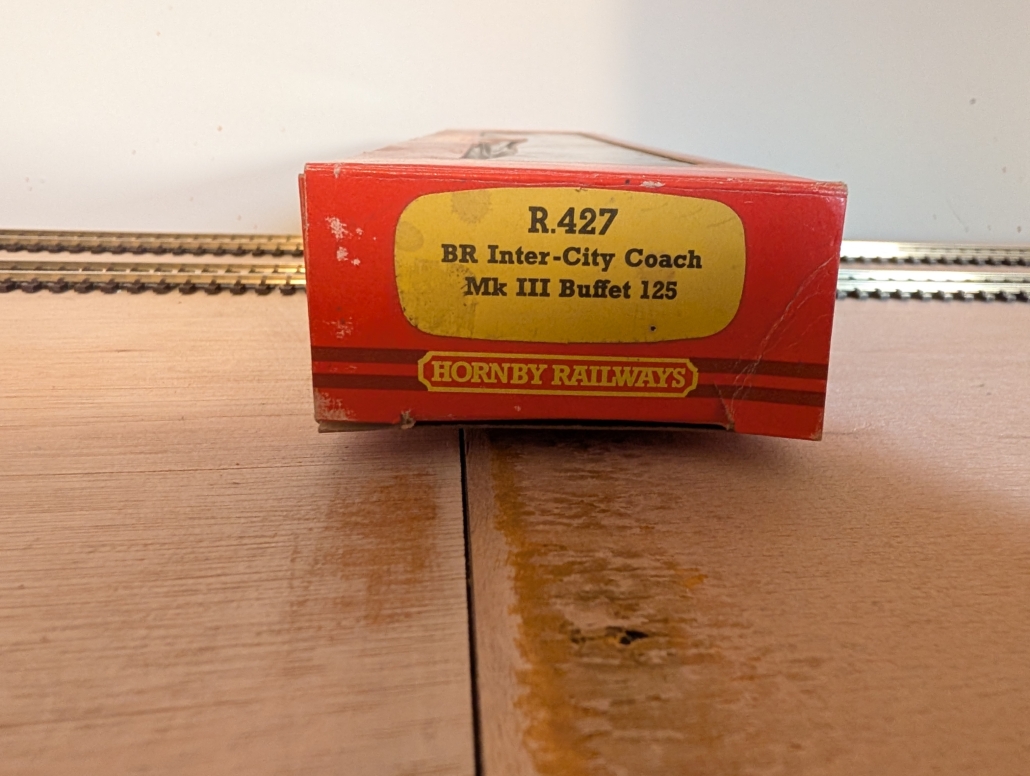 R.427
BR Inter-City Coach
Mk III Buffet 125
HORNBY RAILWAYS